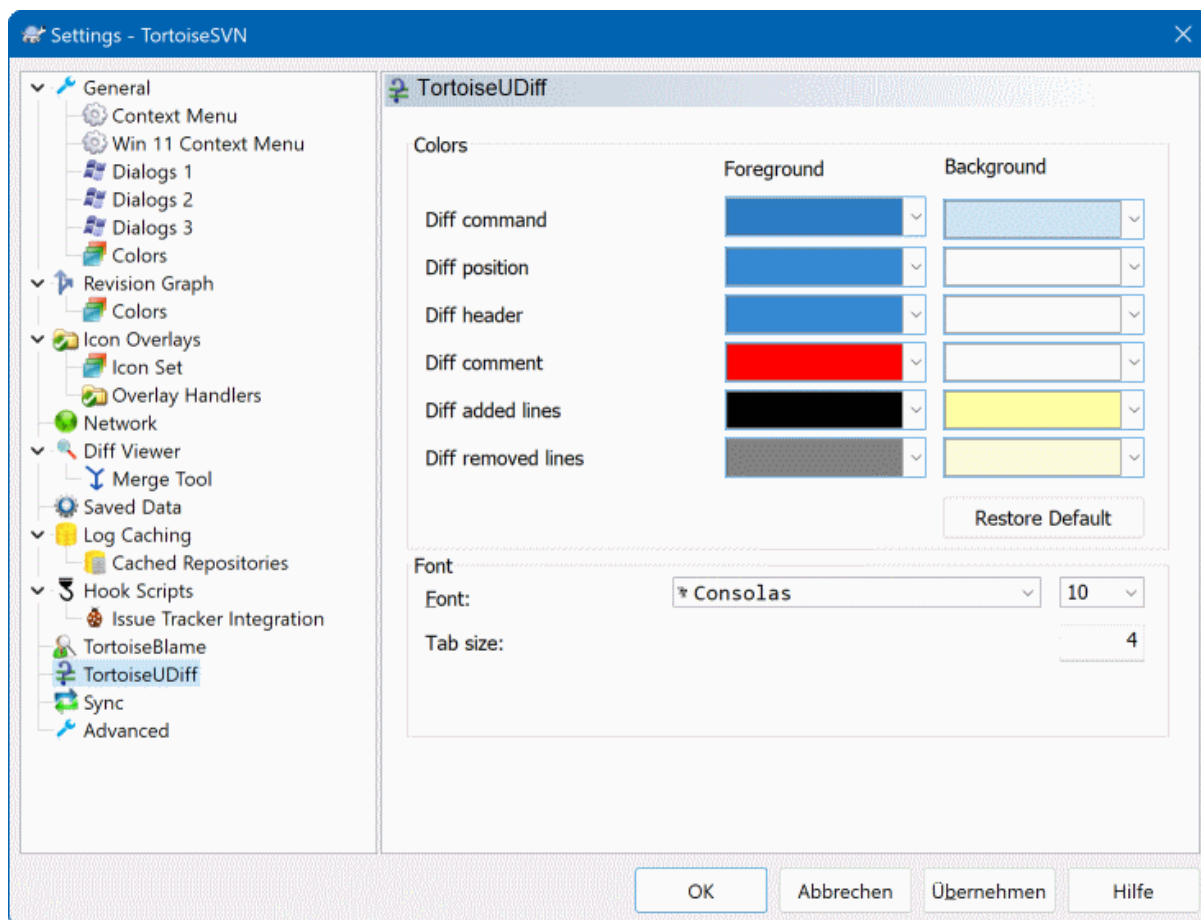 Settings - TortoiseSVN
General
Context Menu
Win 11 Context Menu
Dialogs 1
Dialogs 2
Dialogs 3
Colors
Revision Graph
Colors
Icon Overlays
Icon Set
Overlay Handlers
Network
Diff Viewer
Merge Tool
Saved Data
Log Caching
Cached Repositories
Hook Scripts
Issue Tracker Integration
TortoiseBlame
TortoiseUDiff
Sync
Advanced
TortoiseUDiff
Colors
Foreground Background
Diff command
Diff position
Diff header
Diff comment
Diff added lines
Diff removed lines
Restore Default
Font
Font: Consolas 10
Tab size: 4
OK Abbrechen Übernehmen Hilfe